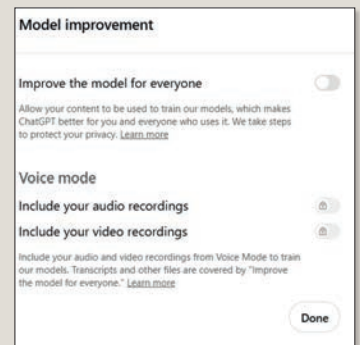 Model improvement
Improve the model for everyone
Allow your content to be used to train our models, which makes
ChatGPT better for you and everyone who uses it. We take steps
to protect your privacy. Learn more
Voice mode
Include your audio recordings
Include your video recordings
Include your audio and video recordings from Voice Mode to train
our models. Transcripts and other files are covered by "Improve
the model for everyone." Learn more
Done